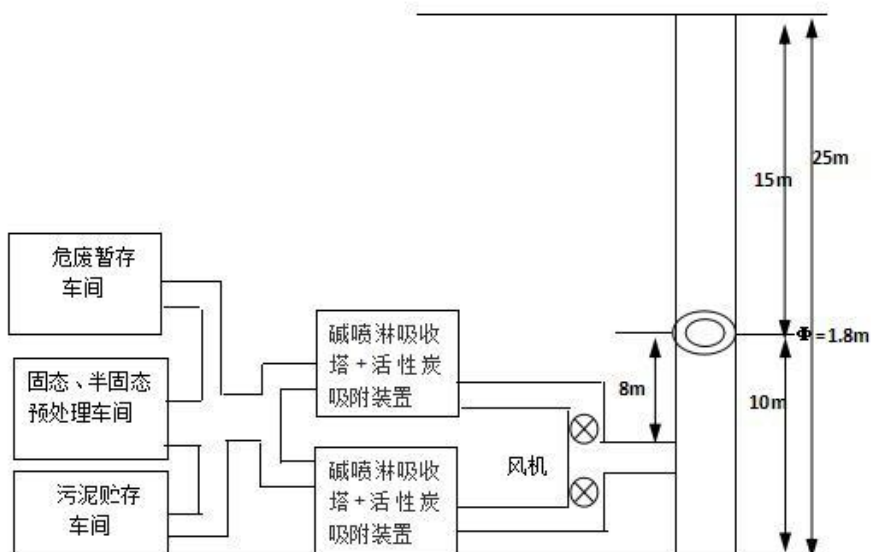 危废暂存
车间
固态、半固态
预处理车间
污泥贮存
车间
碱喷淋吸收
塔+活性炭
吸附装置
碱喷淋吸收
塔+活性炭
吸附装置
风机
8m
15m
25m
Φ=1.8m
10m